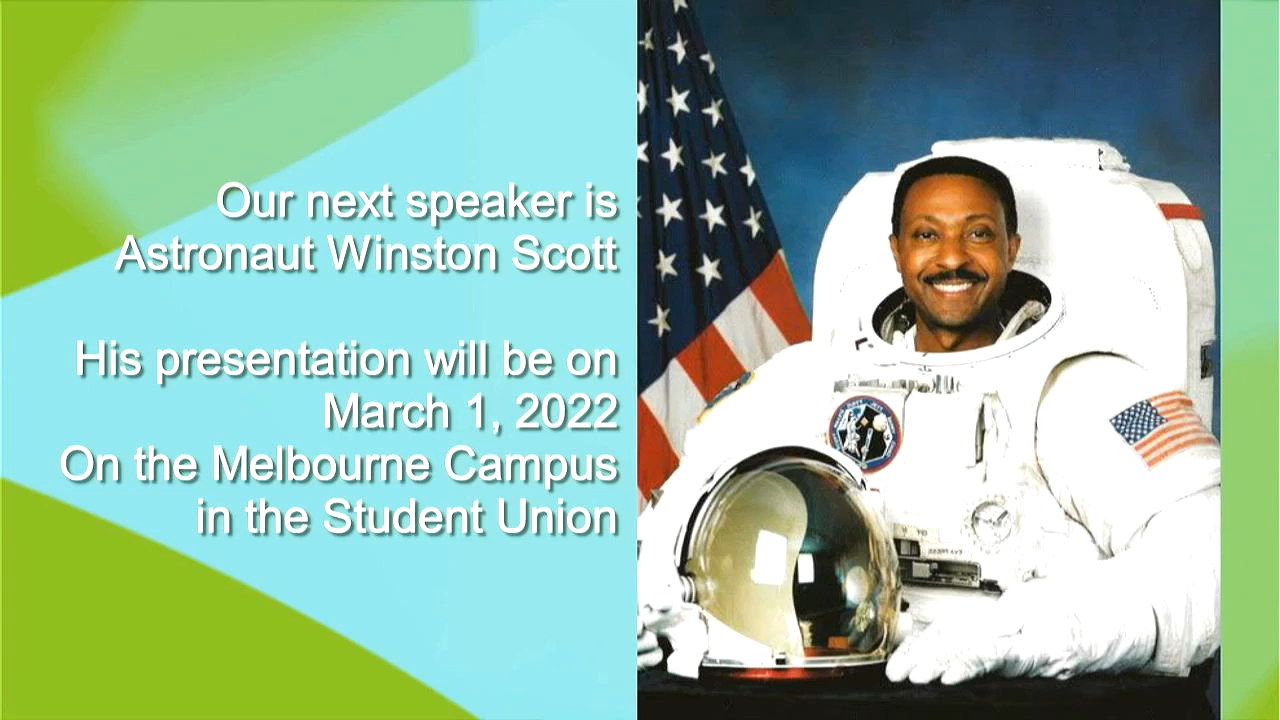 Our next speaker is
Astronaut Winston Scott
His presentation will be on
March 1, 2022
On the Melbourne Campus
in the Student Union